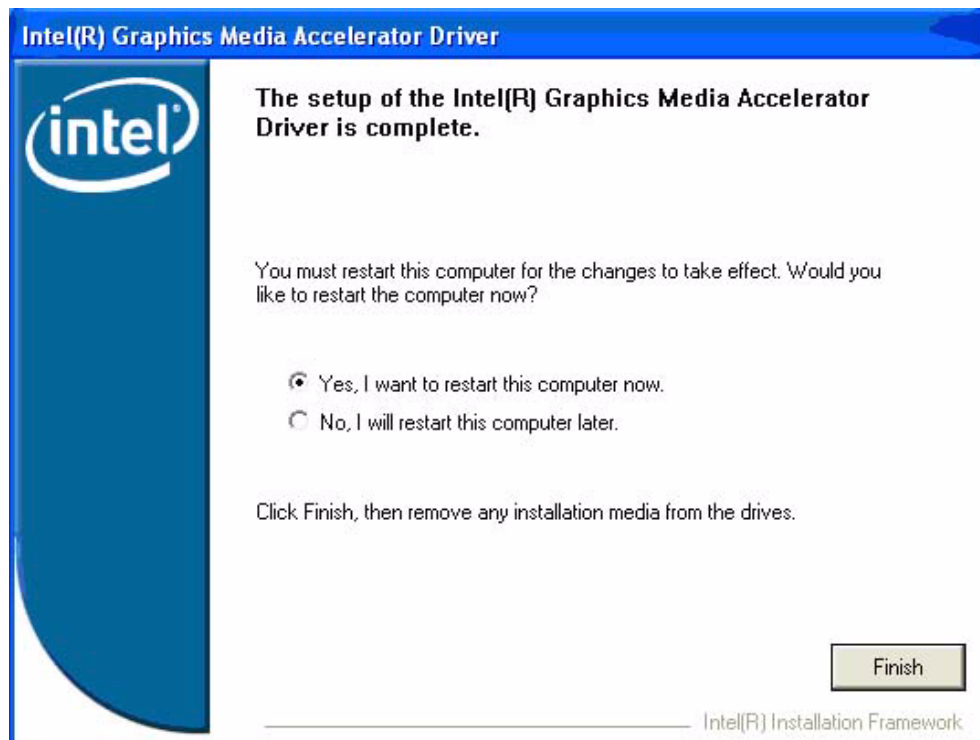 Intel(R) Graphics Media Accelerator Driver
intel
The setup of the Intel(R) Graphics Media Accelerator
Driver is complete.
You must restart this computer for the changes to take effect. Would you
like to restart the computer now?
Yes, I want to restart this computer now.
No, I will restart this computer later.
Click Finish, then remove any installation media from the drives.
Finish
Intel(R) Installation Framework